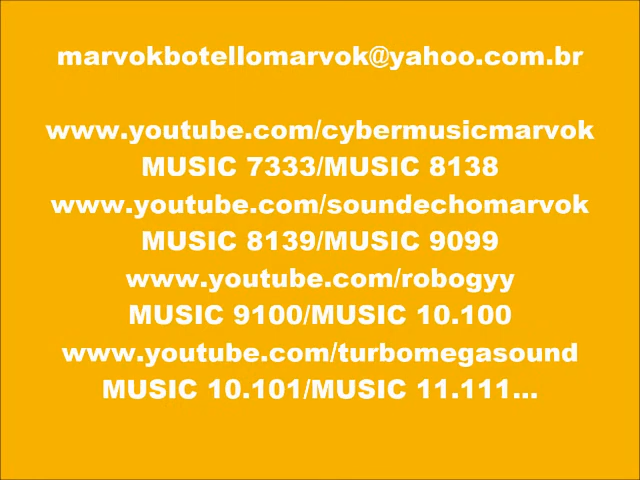 marvokbotellomarvok@yahoo.com.br
www.youtube.com/cybermusicmarvok
MUSIC 7333/MUSIC 8138
www.youtube.com/soundechomarvok
MUSIC 8139/MUSIC 9099
www.youtube.com/robogyy
MUSIC 9100/MUSIC 10.100
www.youtube.com/turbomegasound
MUSIC 10.101/MUSIC 11.111...